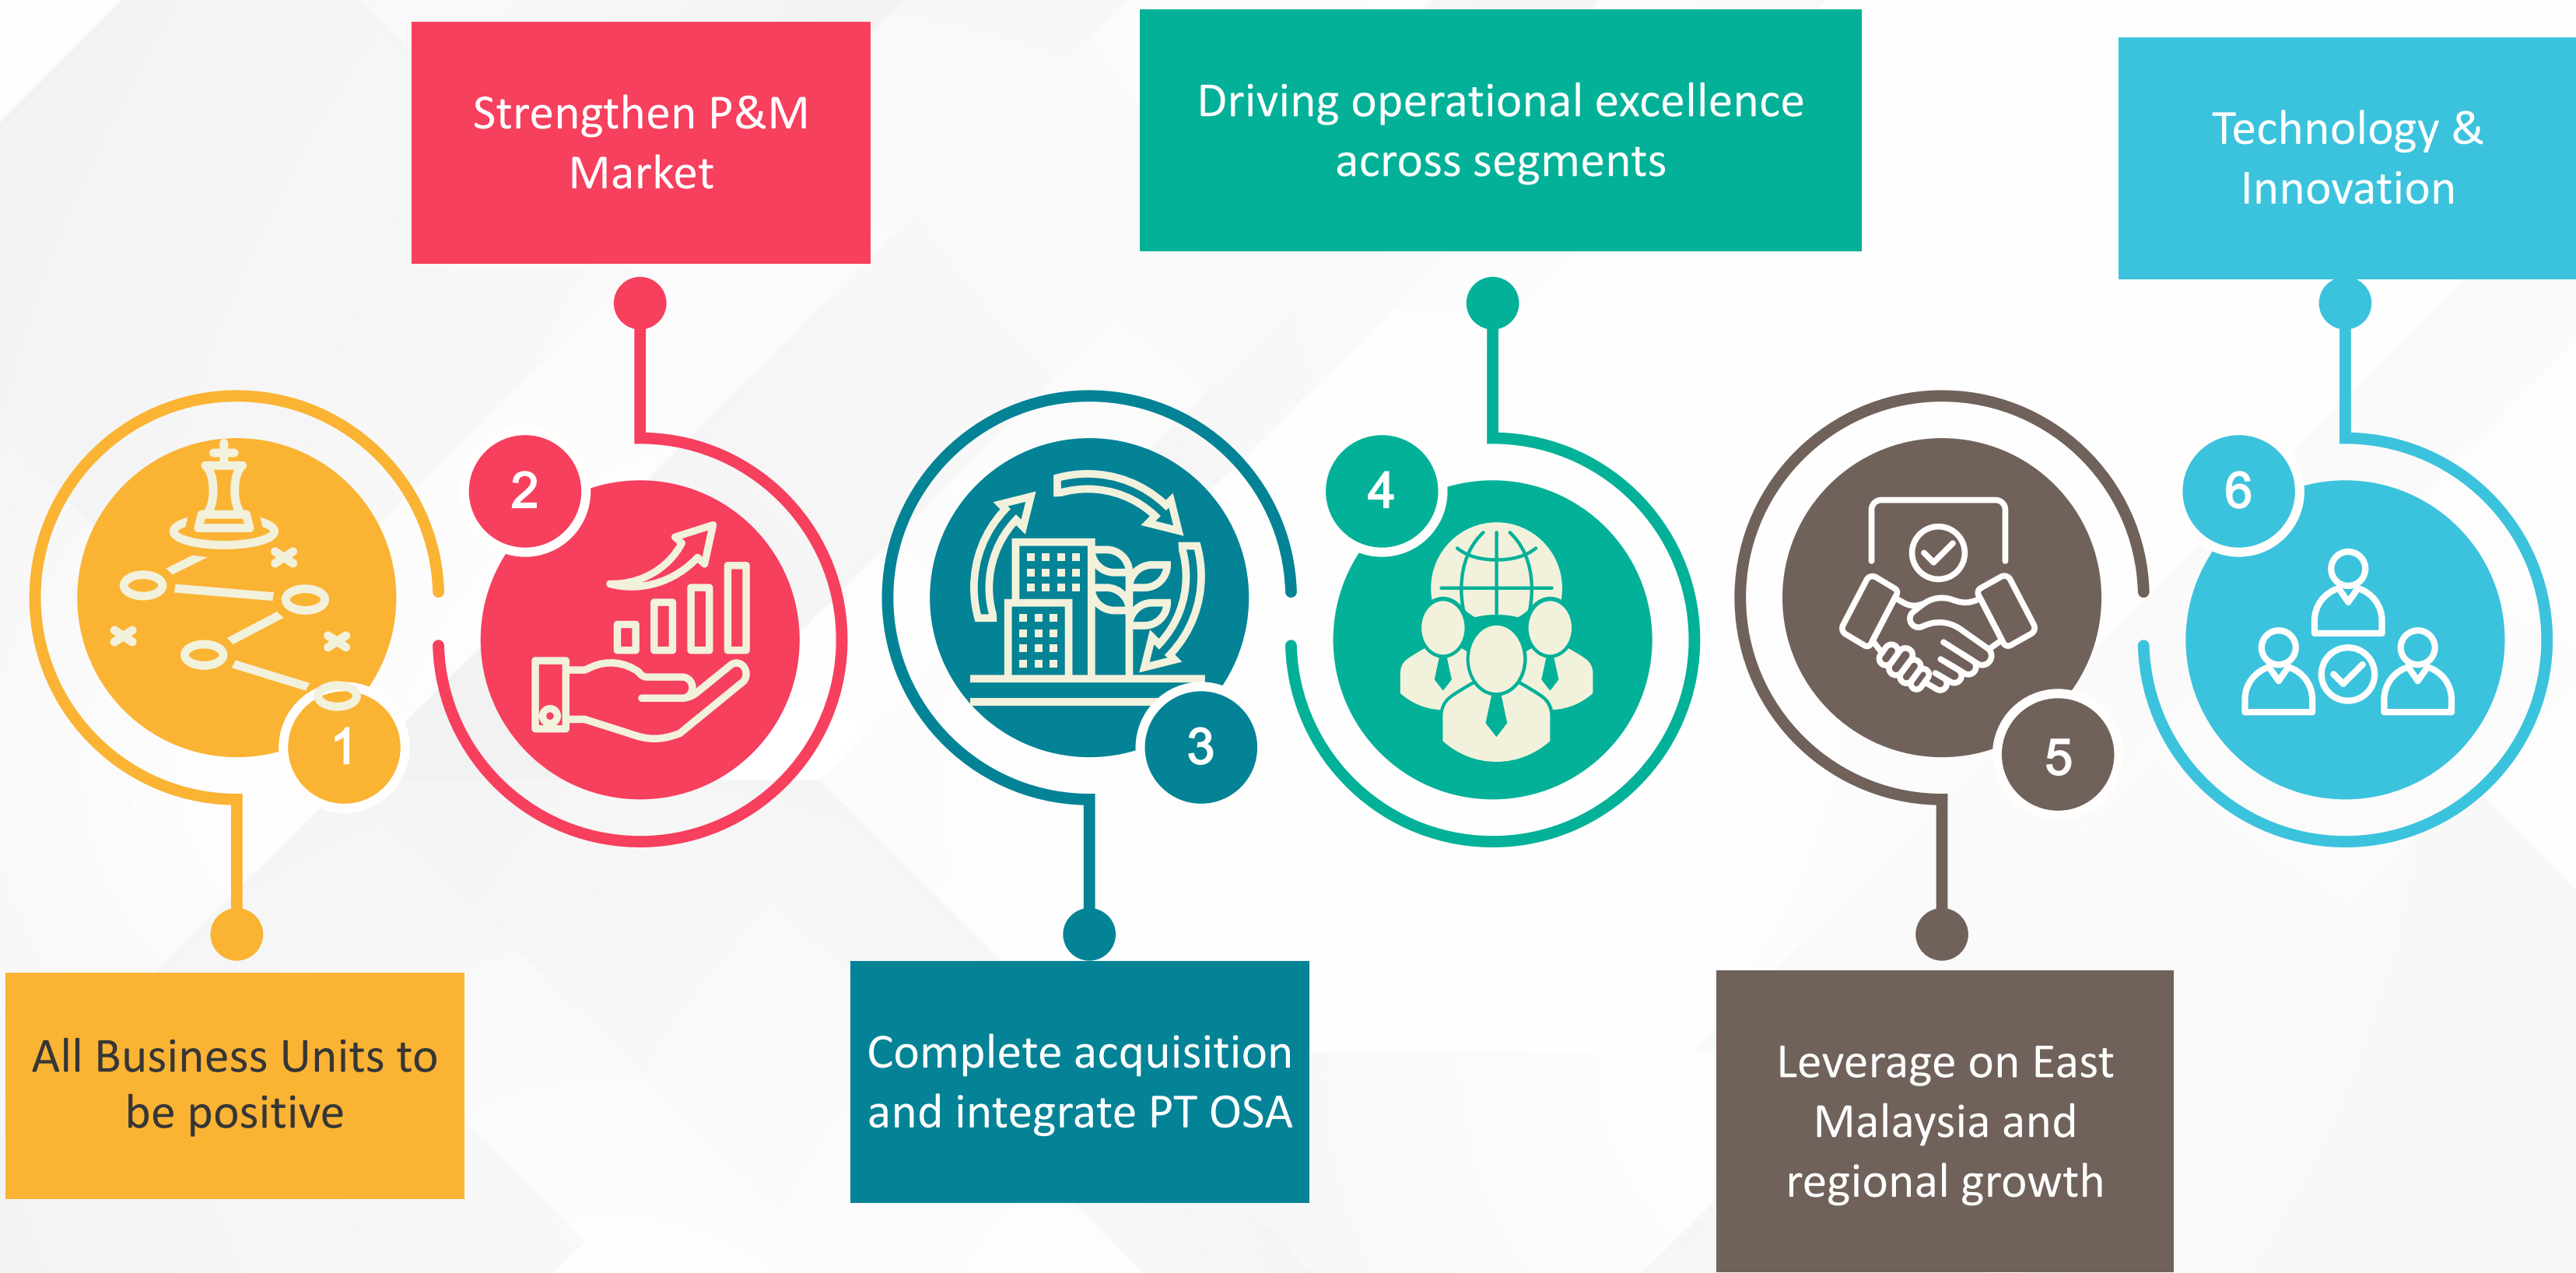 1
All Business Units to
be positive
2
Strengthen P&M
Market
3
Complete acquisition
and integrate PT OSA
4
Driving operational excellence
across segments
5
Leverage on East
Malaysia and
regional growth
6
Technology &
Innovation